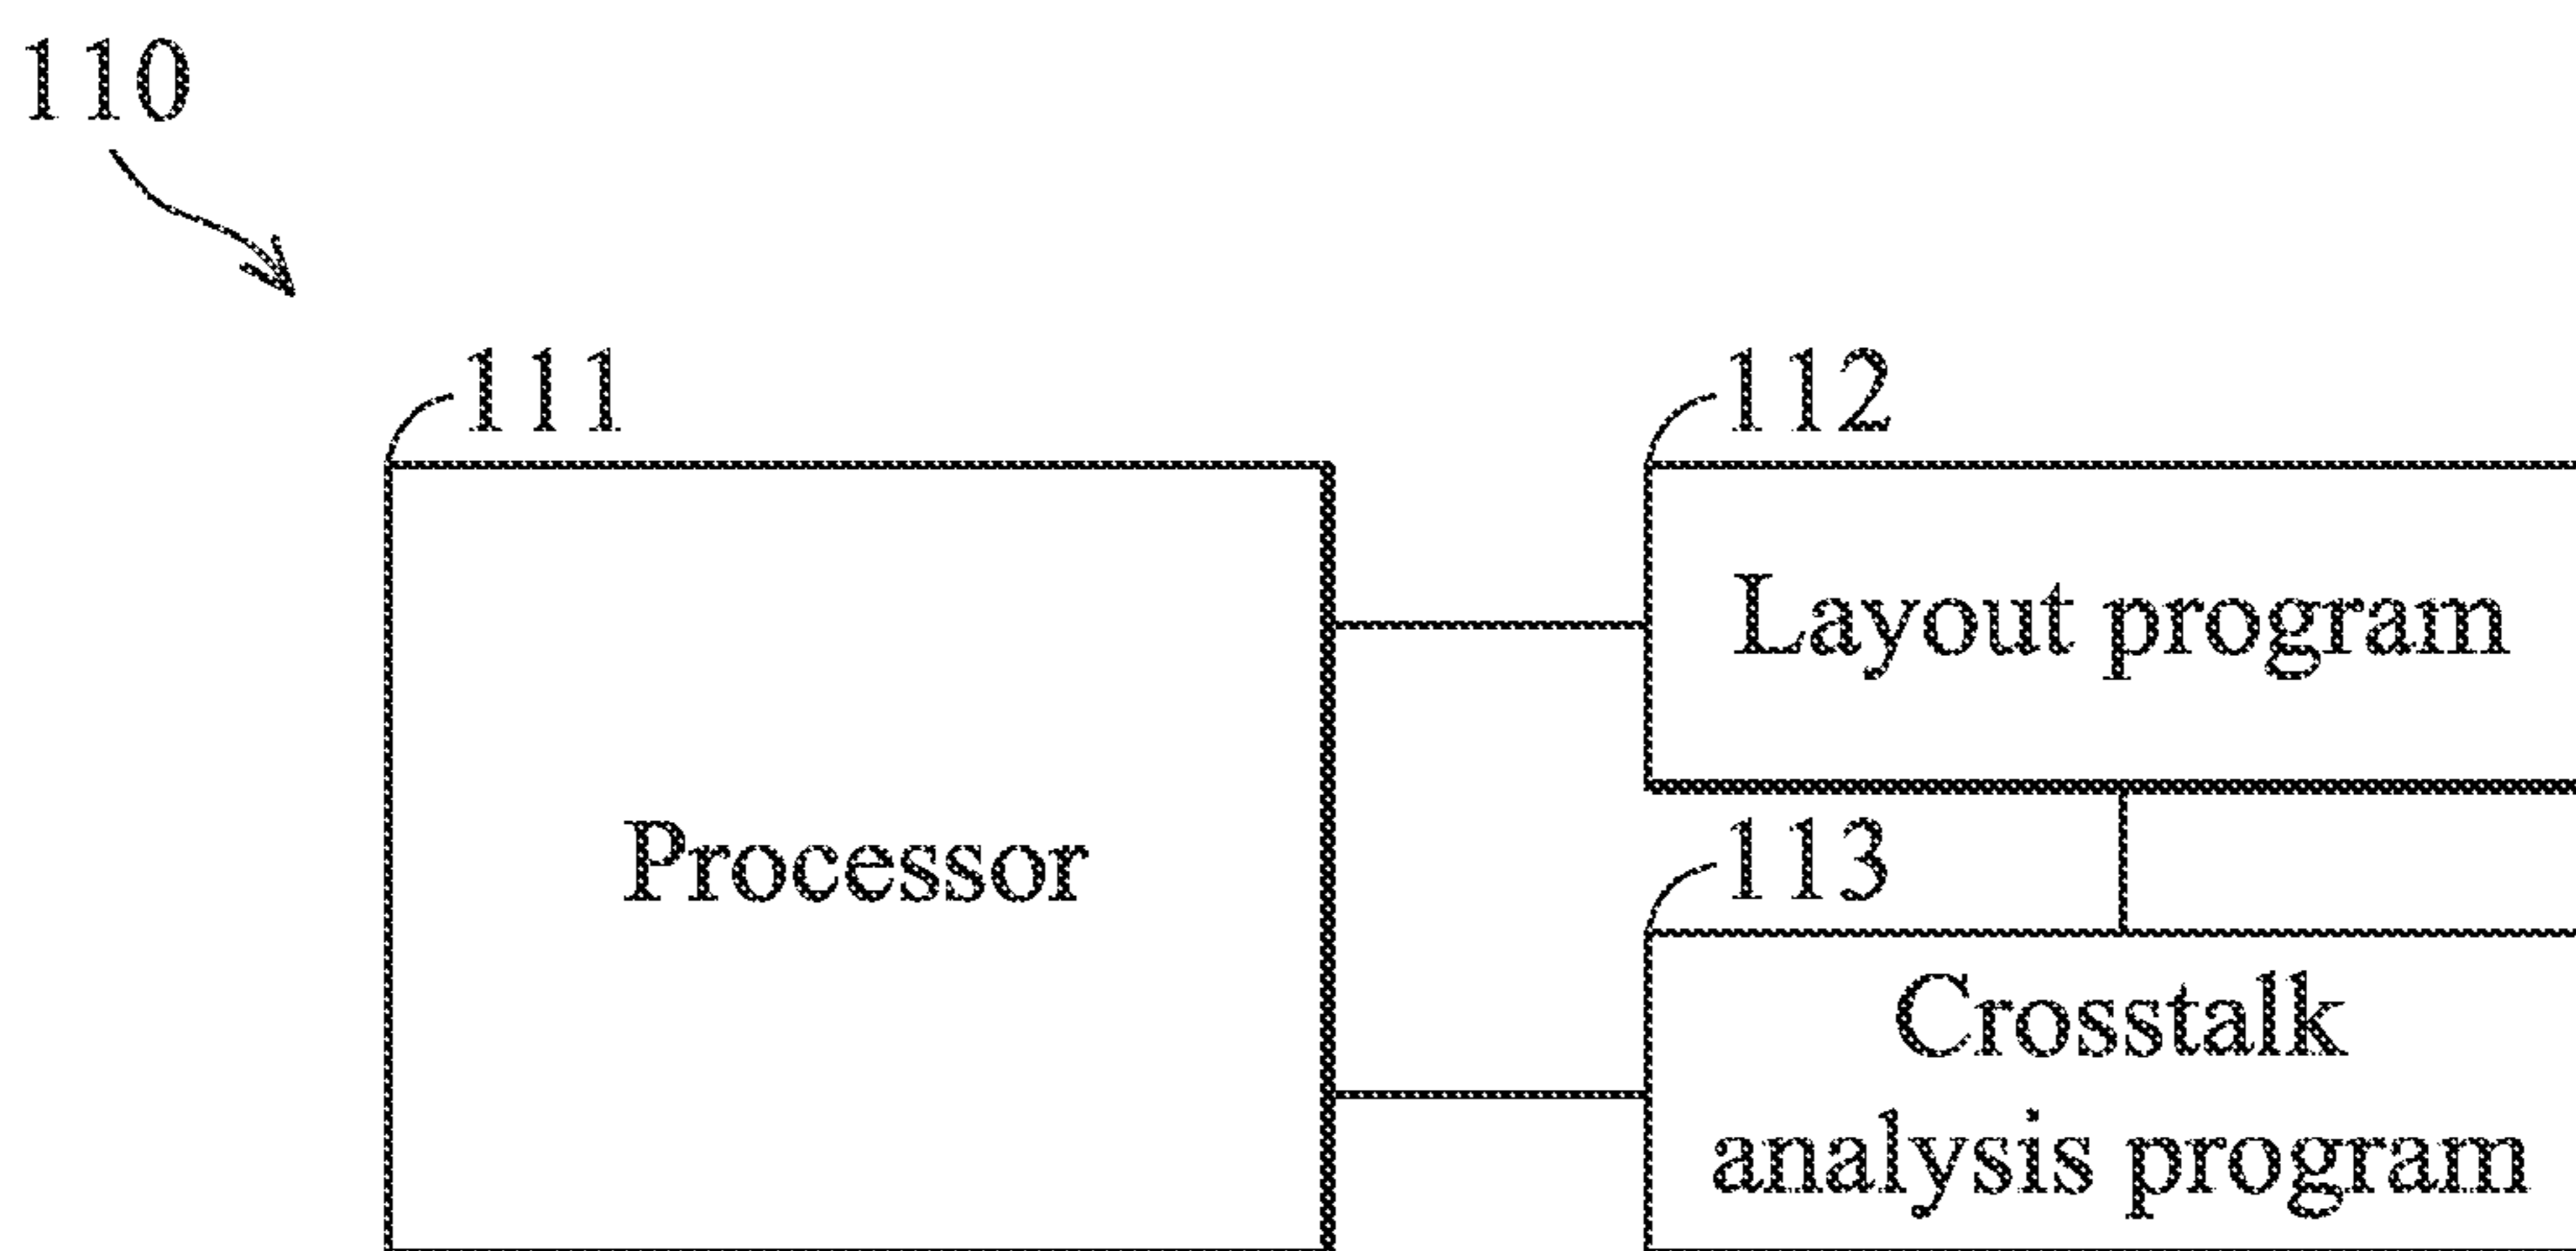 110
111
112
Layout program
Processor
113
Crosstalk
analysis program